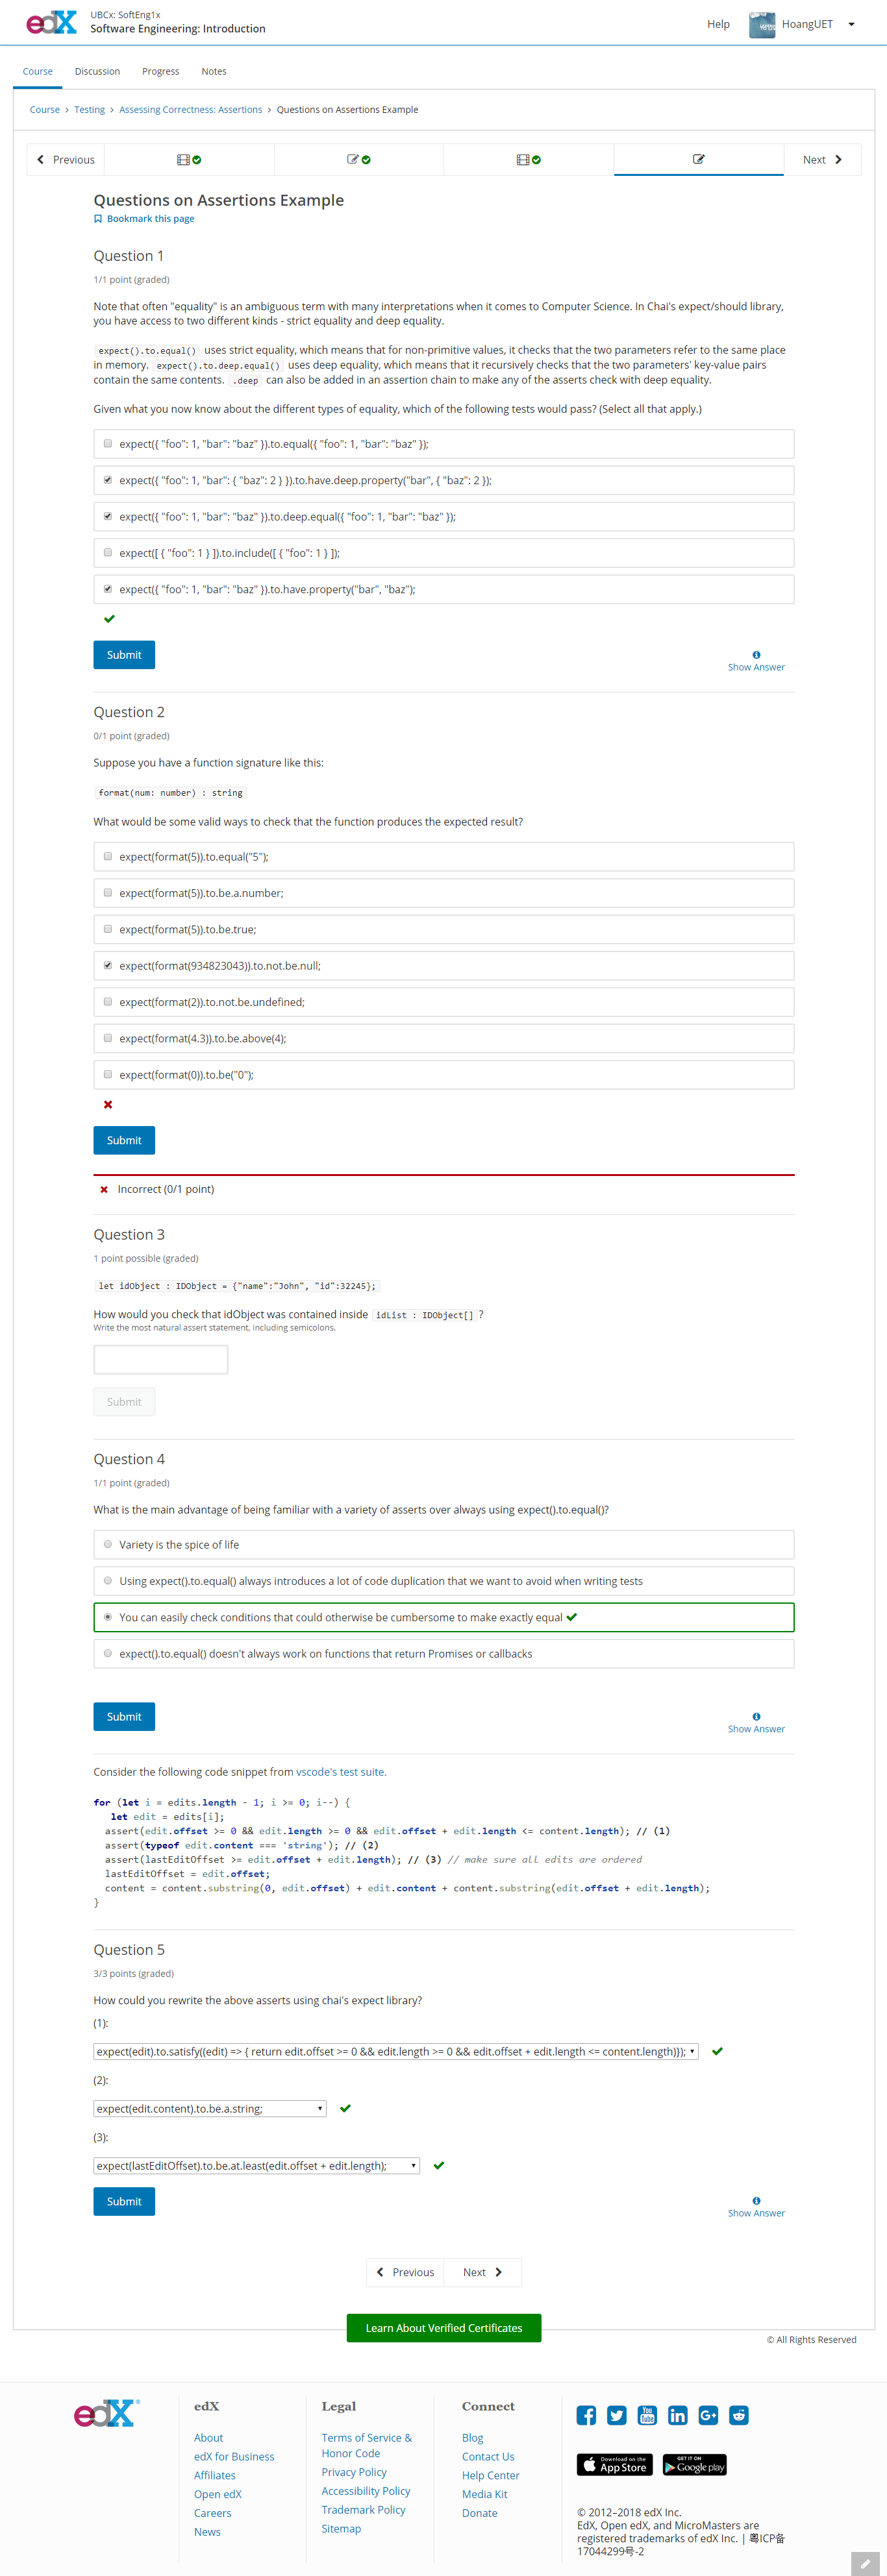 edX
UBCx: SoftEng1x
Software Engineering: Introduction
Help
HoangUET
Course
Discussion
Progress
Notes
Course > Testing > Assessing Correctness: Assertions > Questions on Assertions Example
Previous
Next
Questions on Assertions Example
Bookmark this page
Question 1
1/1 point (graded)
Note that often "equality" is an ambiguous term with many interpretations when it comes to Computer Science. In Chai's expect/should library,
you have access to two different kinds - strict equality and deep equality.
expect().to.equal() uses strict equality, which means that for non-primitive values, it checks that the two parameters refer to the same place
in memory. expect().to.deep.equal() uses deep equality, which means that it recursively checks that the two parameters' key-value pairs
contain the same contents. .deep can also be added in an assertion chain to make any of the asserts check with deep equality.
Given what you now know about the different types of equality, which of the following tests would pass? (Select all that apply.)
expect({ "foo": 1, "bar": "baz" }).to.equal({ "foo": 1, "bar": "baz" });
expect({ "foo": 1, "bar": { "baz": 2 } }).to.have.deep.property("bar", { "baz": 2 });
expect({ "foo": 1, "bar": "baz" }).to.deep.equal({ "foo": 1, "bar": "baz" });
expect([ { "foo": 1 } ]).to.include([ { "foo": 1 } ]);
expect({ "foo": 1, "bar": "baz" }).to.have.property("bar", "baz");
Submit
Show Answer
Question 2
0/1 point (graded)
Suppose you have a function signature like this:
format(num: number) : string
What would be some valid ways to check that the function produces the expected result?
expect(format(5)).to.equal("5");
expect(format(5)).to.be.a.number;
expect(format(5)).to.be.true;
expect(format(934823043)).to.not.be.null;
expect(format(2)).to.not.be.undefined;
expect(format(4.3)).to.be.above(4);
expect(format(0)).to.be("0");
Submit
Incorrect (0/1 point)
Question 3
1 point possible (graded)
let idObject : IDObject = {"name":"John", "id":32245};
How would you check that idObject was contained inside idList : IDObject[] ?
Write the most natural assert statement, including semicolons.
Submit
Question 4
1/1 point (graded)
What is the main advantage of being familiar with a variety of asserts over always using expect().to.equal()?
Variety is the spice of life
Using expect().to.equal() always introduces a lot of code duplication that we want to avoid when writing tests
You can easily check conditions that could otherwise be cumbersome to make exactly equal
expect().to.equal() doesn't always work on functions that return Promises or callbacks
Submit
Show Answer
Consider the following code snippet from vscode's test suite.
for (let i = edits.length - 1; i >= 0; i--) {
let edit = edits[i];
assert(edit.offset >= 0 && edit.length >= 0 && edit.offset + edit.length <= content.length); // (1)
assert(typeof edit.content === 'string'); // (2)
assert(lastEditOffset >= edit.offset + edit.length); // (3) // make sure all edits are ordered
lastEditOffset = edit.offset;
content = content.substring(0, edit.offset) + edit.content + content.substring(edit.offset + edit.length);
}
Question 5
3/3 points (graded)
How could you rewrite the above asserts using chai's expect library?
(1):
expect(edit).to.satisfy((edit) => { return edit.offset >= 0 && edit.length >= 0 && edit.offset + edit.length <= content.length)});
(2):
expect(edit.content).to.be.a.string;
(3):
expect(lastEditOffset).to.be.at.least(edit.offset + edit.length);
Submit
Show Answer
Previous
Next
Learn About Verified Certificates
© All Rights Reserved
edX
edX
About
edX for Business
Affiliates
Open edX
Careers
News
Legal
Terms of Service &
Honor Code
Privacy Policy
Accessibility Policy
Trademark Policy
Sitemap
Connect
Blog
Contact Us
Help Center
Media Kit
Donate
You Tube
in
G+
Download on the
App Store
GET IT ON
Google play
© 2012–2018 edX Inc.
EdX, Open edX, and MicroMasters are
registered trademarks of edX Inc. | 粤ICP备
17044299号-2